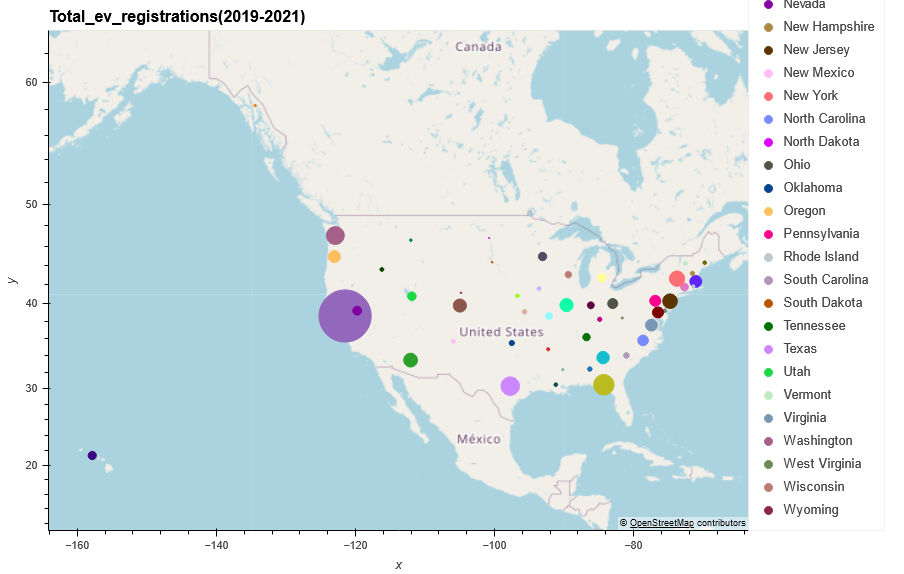 Total_ev_registrations(2019-2021)
Nevada
New Hampshire
New Jersey
New Mexico
New York
North Carolina
North Dakota
Ohio
Oklahoma
Oregon
Pennsylvania
Rhode Island
South Carolina
South Dakota
Tennessee
Texas
Utah
Vermont
Virginia
Washington
West Virginia
Wisconsin
Wyoming
Canada
United States
México
60
50
40
30
20
y
−160
−140
−120
−100
−80
x
© OpenStreetMap contributors